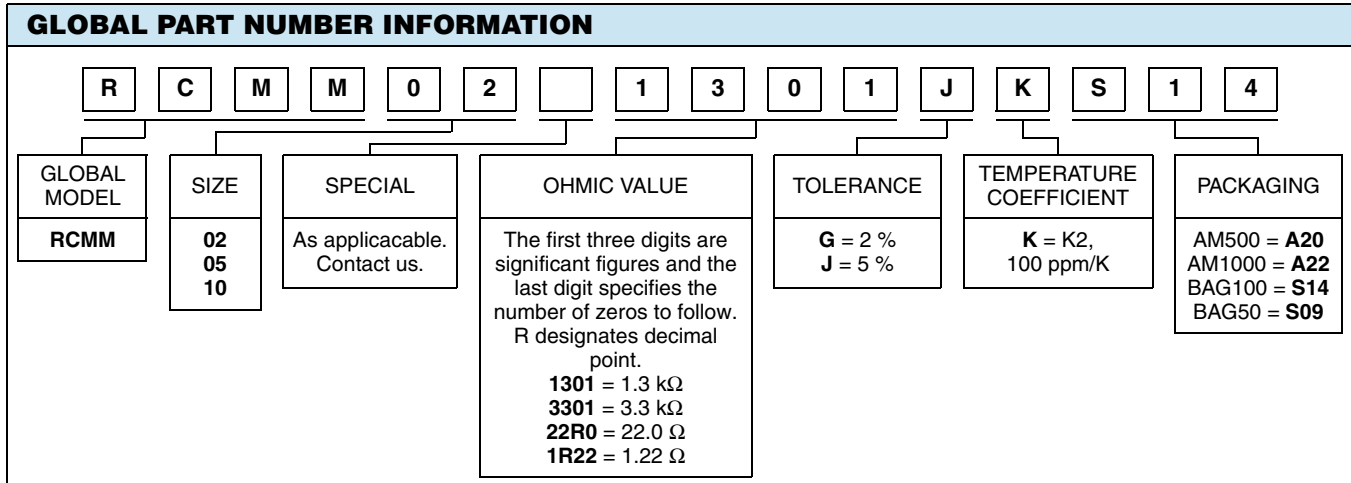 GLOBAL PART NUMBER INFORMATION
R C M M 0 2 1 3 0 1 J K S 1 4
GLOBAL
MODEL
RCMM
SIZE
02
05
10
SPECIAL
As applicacable.
Contact us.
OHMIC VALUE
The first three digits are
significant figures and the
last digit specifies the
number of zeros to follow.
R designates decimal
point.
1301 = 1.3 kΩ
3301 = 3.3 kΩ
22R0 = 22.0 Ω
1R22 = 1.22 Ω
TOLERANCE
G = 2 %
J = 5 %
TEMPERATURE
COEFFICIENT
K = K2,
100 ppm/K
PACKAGING
AM500 = A20
AM1000 = A22
BAG100 = S14
BAG50 = S09